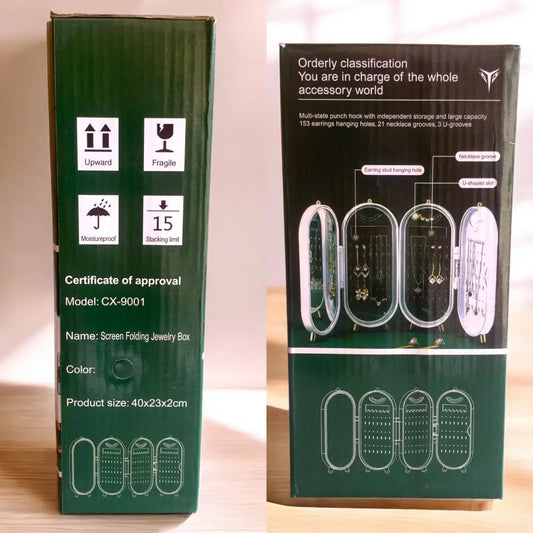 Upward
Fragile
15
Moistureproof
Stacking limit
Certificate of approval
Model: CX-9001
Name: Screen Folding Jewelry Box
Color:
Product size: 40x23x2cm
Orderly classification
You are in charge of the whole
accessory world
Multi-state punch hook with independent storage and large capacity
153 earrings hanging holes, 21 necklace grooves, 3 U-grooves
Necklace groove
Earring stud hanging hole
U-shaped slot